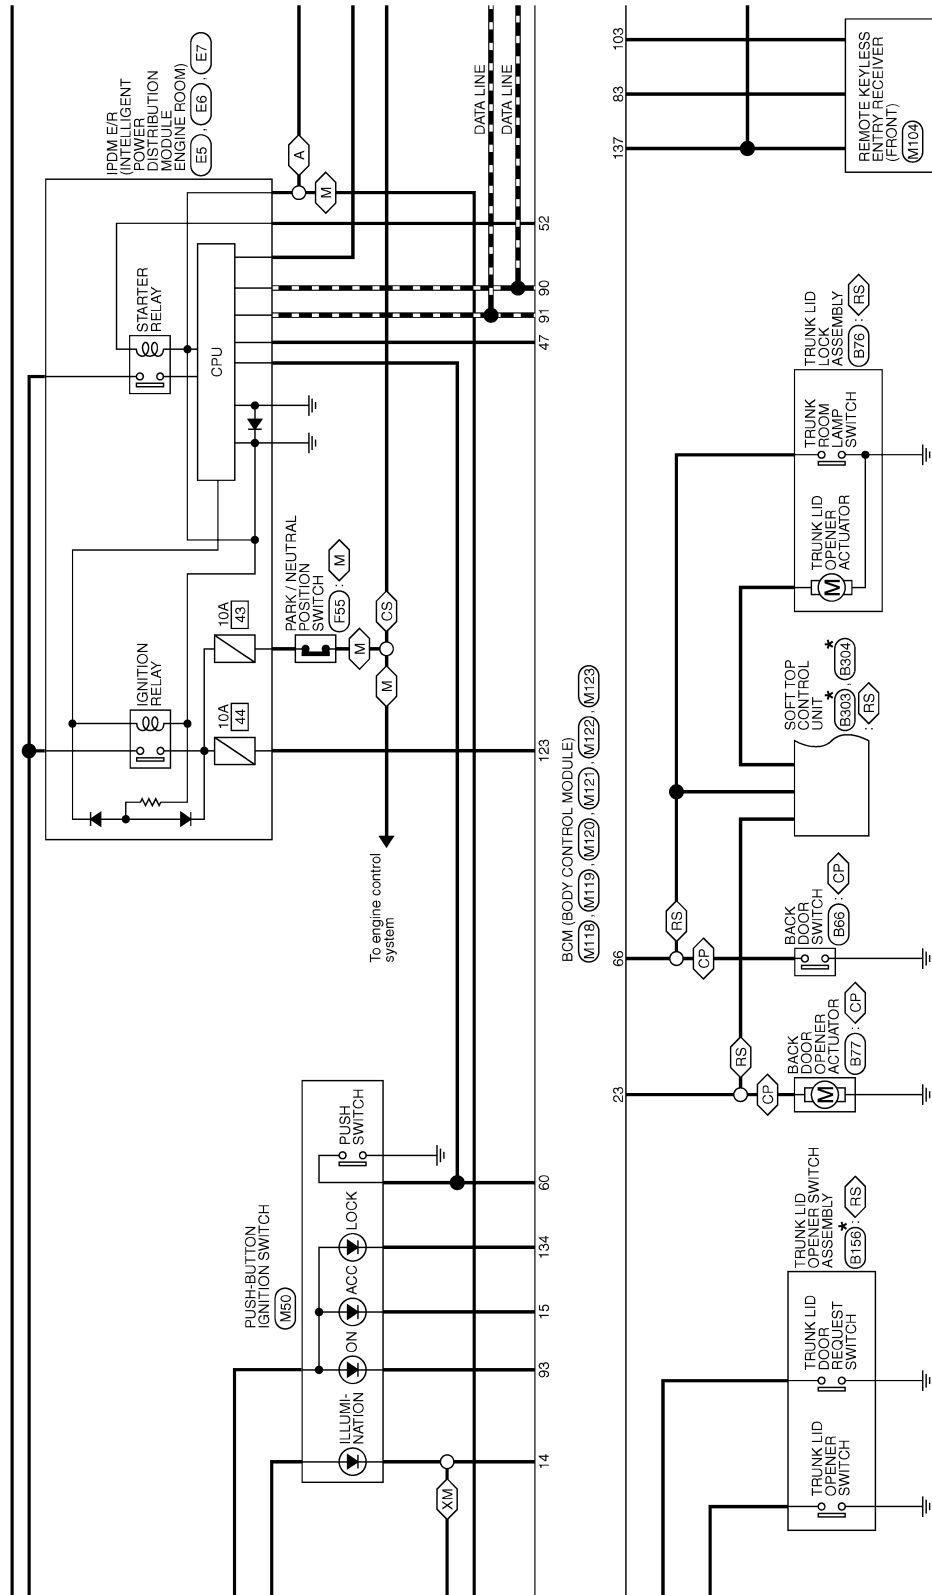 IPDM E/R
(INTELLIGENT
POWER
DISTRIBUTION
MODULE
ENGINE ROOM)
E5 , E6 , E7
A
M
DATA LINE
DATA LINE
STARTER
RELAY
CPU
52
90
91
47
IGNITION
RELAY
10A
43
10A
44
PARK / NEUTRAL
POSITION
SWITCH
F55 : M
M
CS
M
123
To engine control
system
BCM (BODY CONTROL MODULE)
M118 , M119 , M120 , M121 , M122 , M123
PUSH-BUTTON
IGNITION SWITCH
M50
ILLUMI-
NATION
ON
ACC
LOCK
PUSH
SWITCH
14
93
15
134
60
XM
103
83
137
REMOTE KEYLESS
ENTRY RECEIVER
(FRONT)
M104
TRUNK LID
LOCK
ASSEMBLY
B76 : RS
TRUNK
ROOM
LAMP
SWITCH
TRUNK LID
OPENER
ACTUATOR
M
SOFT TOP
CONTROL
UNIT
B303* , B304*
: RS
66
RS
CP
BACK
DOOR
SWITCH
B66 : CP
23
RS
CP
BACK
DOOR
OPENER
ACTUATOR
B77 : CP
M
TRUNK LID
OPENER SWITCH
ASSEMBLY
B156* : RS
TRUNK LID
DOOR
REQUEST
SWITCH
TRUNK LID
OPENER
SWITCH